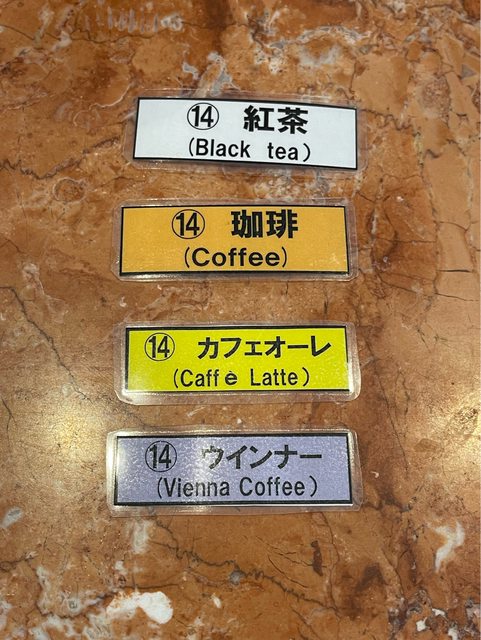 ⑭ 紅茶
(Black tea)
⑭ 珈琲
(Coffee)
⑭ カフェオーレ
(Caffè Latte)
⑭ ウインナー
(Vienna Coffee)